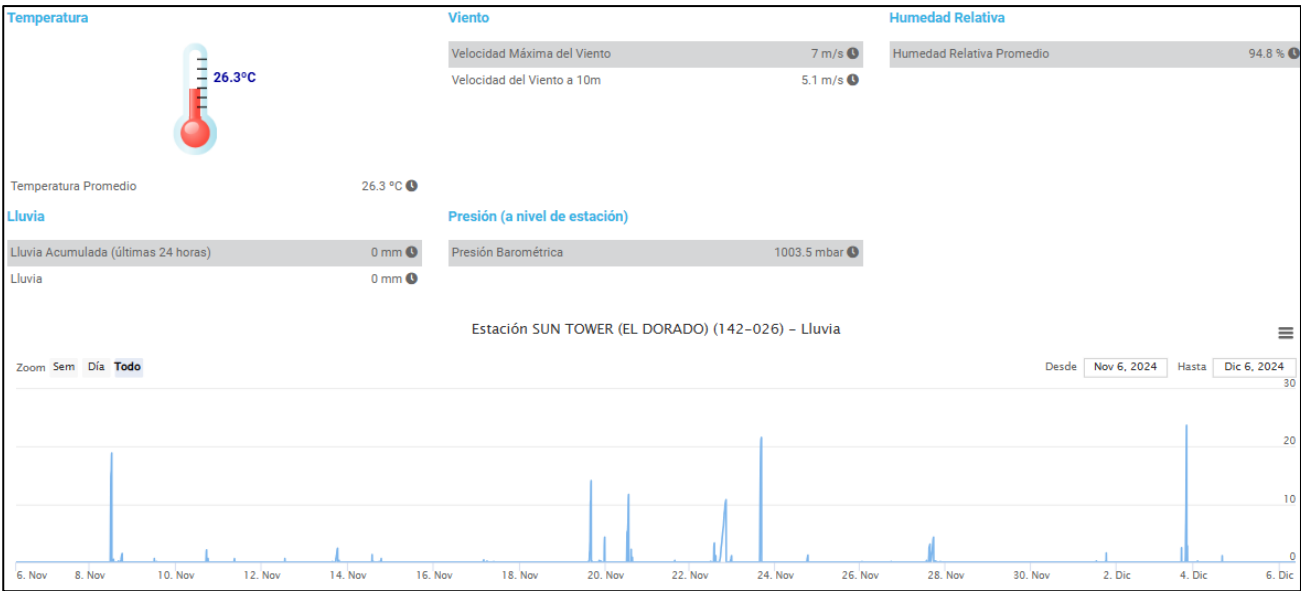 Temperatura
26.3ºC
Temperatura Promedio 26.3 ºC
Viento
Velocidad Máxima del Viento 7 m/s
Velocidad del Viento a 10m 5.1 m/s
Humedad Relativa
Humedad Relativa Promedio 94.8 %
Lluvia
Lluvia Acumulada (últimas 24 horas) 0 mm
Lluvia 0 mm
Presión (a nivel de estación)
Presión Barométrica 1003.5 mbar
Estación SUN TOWER (EL DORADO) (142-026) – Lluvia
Zoom Sem Día Todo Desde Nov 6, 2024 Hasta Dic 6, 2024
30
20
10
0
6. Nov 8. Nov 10. Nov 12. Nov 14. Nov 16. Nov 18. Nov 20. Nov 22. Nov 24. Nov 26. Nov 28. Nov 30. Nov 2. Dic 4. Dic 6. Dic